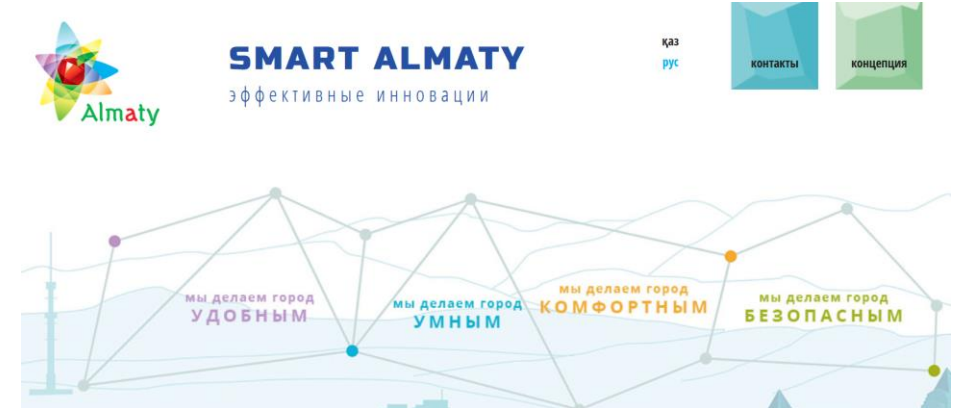 Almaty
SMART ALMATY
эффективные инновации
қаз
рус
контакты
концепция
мы делаем город
УДОБНЫМ
мы делаем город
УМНЫМ
мы делаем город
КОМФОРТНЫМ
мы делаем город
БЕЗОПАСНЫМ